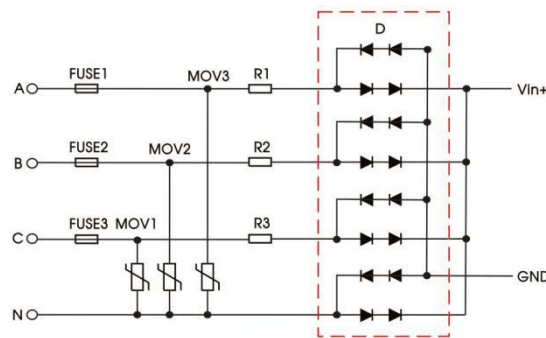 D
FUSE1
MOV3
R1
A
Vin+
FUSE2
MOV2
R2
B
FUSE3
MOV1
R3
C
GND
N